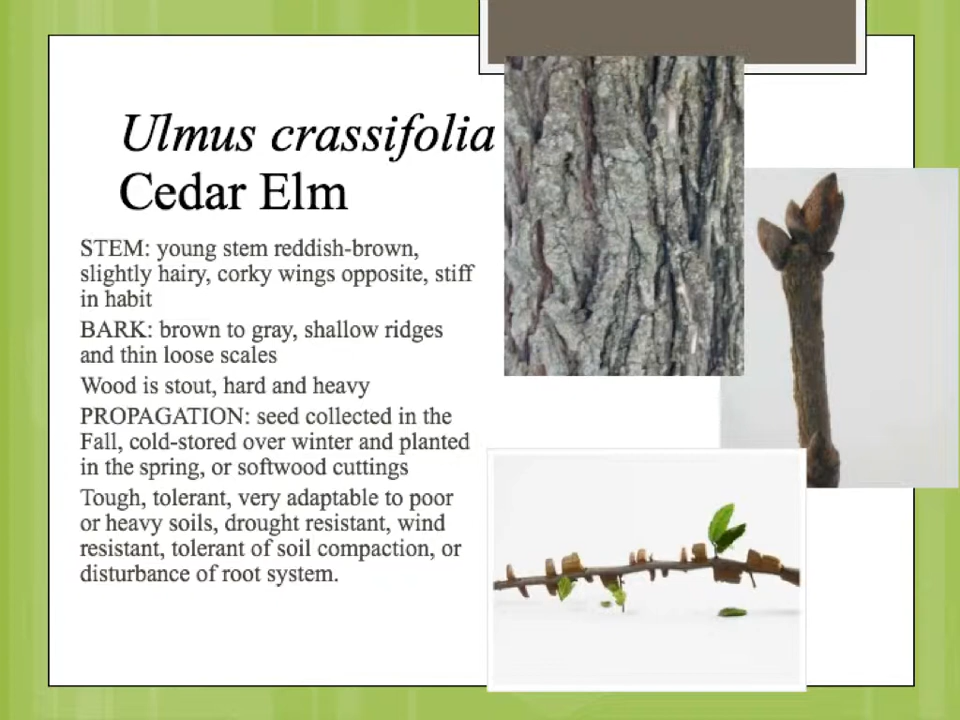 Ulmus crassifolia
Cedar Elm
STEM: young stem reddish-brown,
slightly hairy, corky wings opposite, stiff
in habit
BARK: brown to gray, shallow ridges
and thin loose scales
Wood is stout, hard and heavy
PROPAGATION: seed collected in the
Fall, cold-stored over winter and planted
in the spring, or softwood cuttings
Tough, tolerant, very adaptable to poor
or heavy soils, drought resistant, wind
resistant, tolerant of soil compaction, or
disturbance of root system.